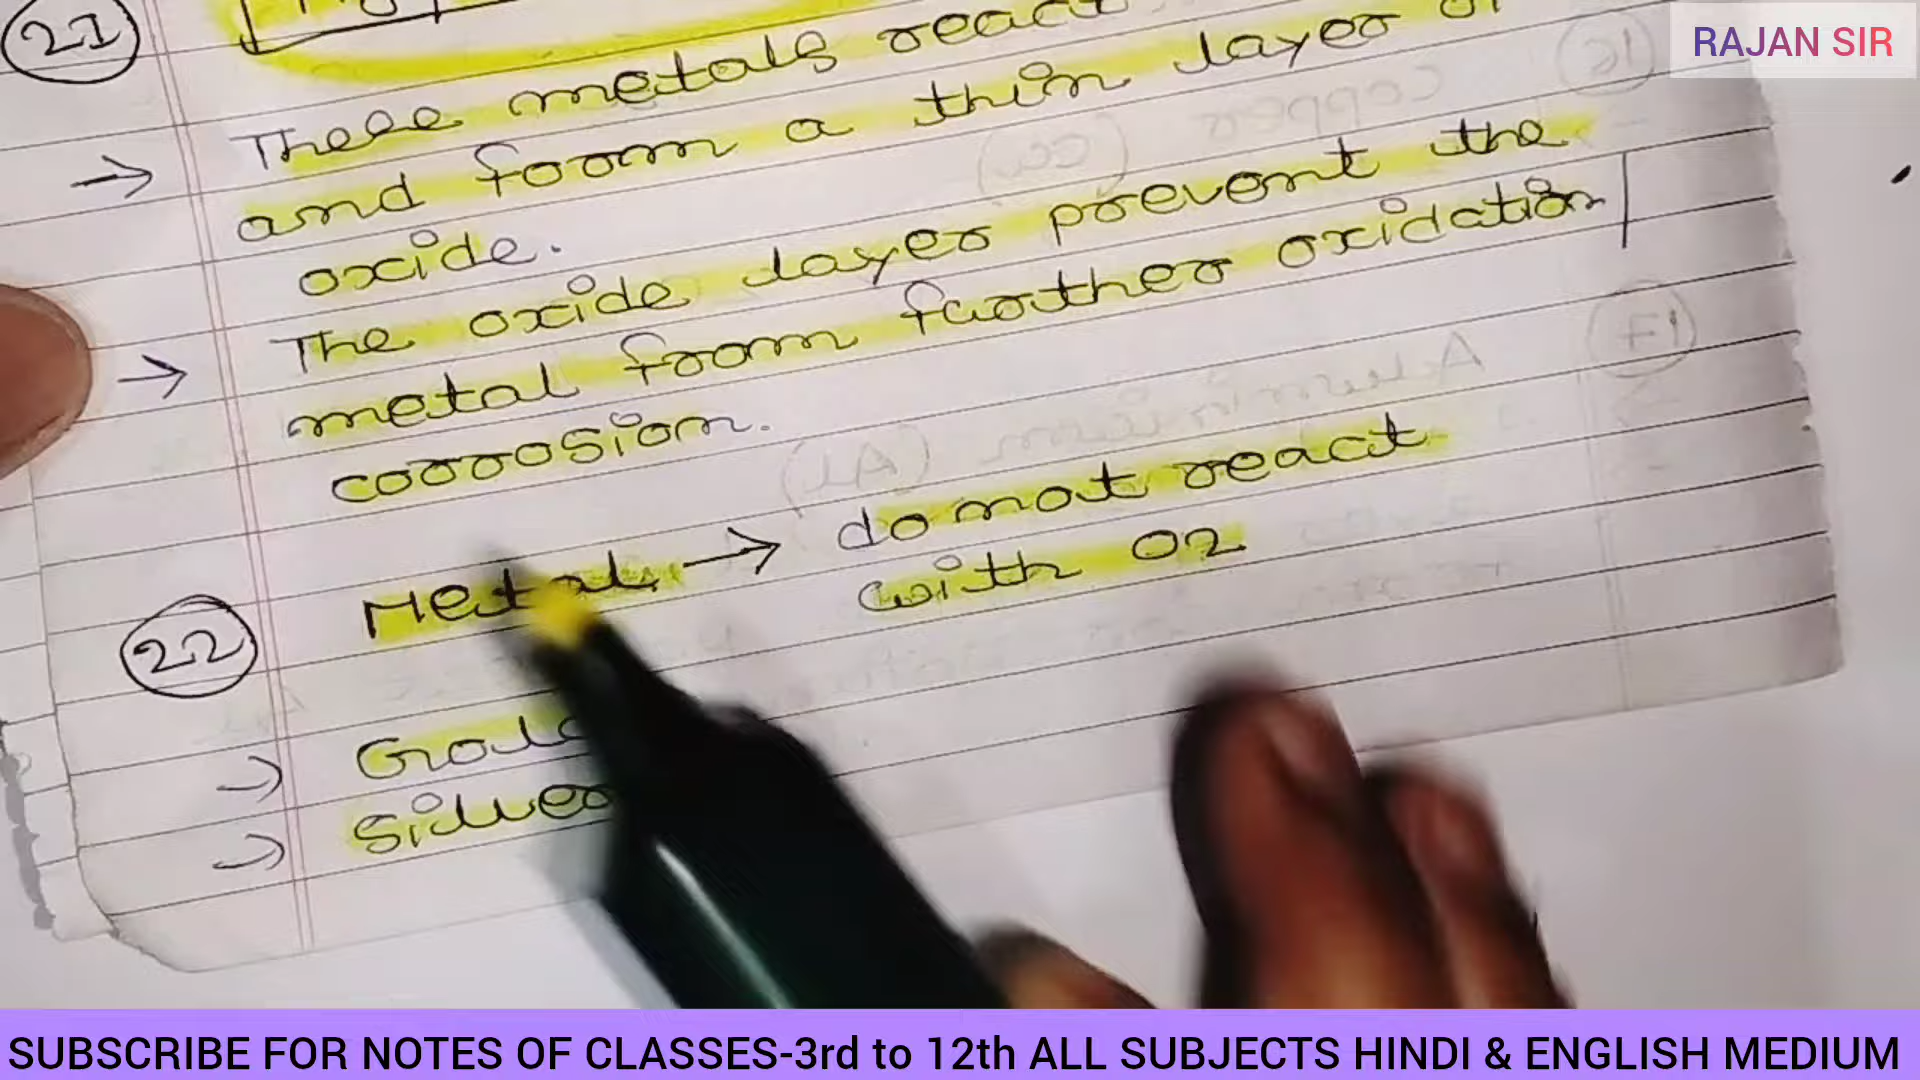 RAJAN SIR
21
These metals react
and form a thin layer of
oxide.
The oxide layer prevent the
metal from further oxidation
corrosion.
22 Metal → do not react
with O2
→ Gold
→ Silver
SUBSCRIBE FOR NOTES OF CLASSES-3rd to 12th ALL SUBJECTS HINDI & ENGLISH MEDIUM